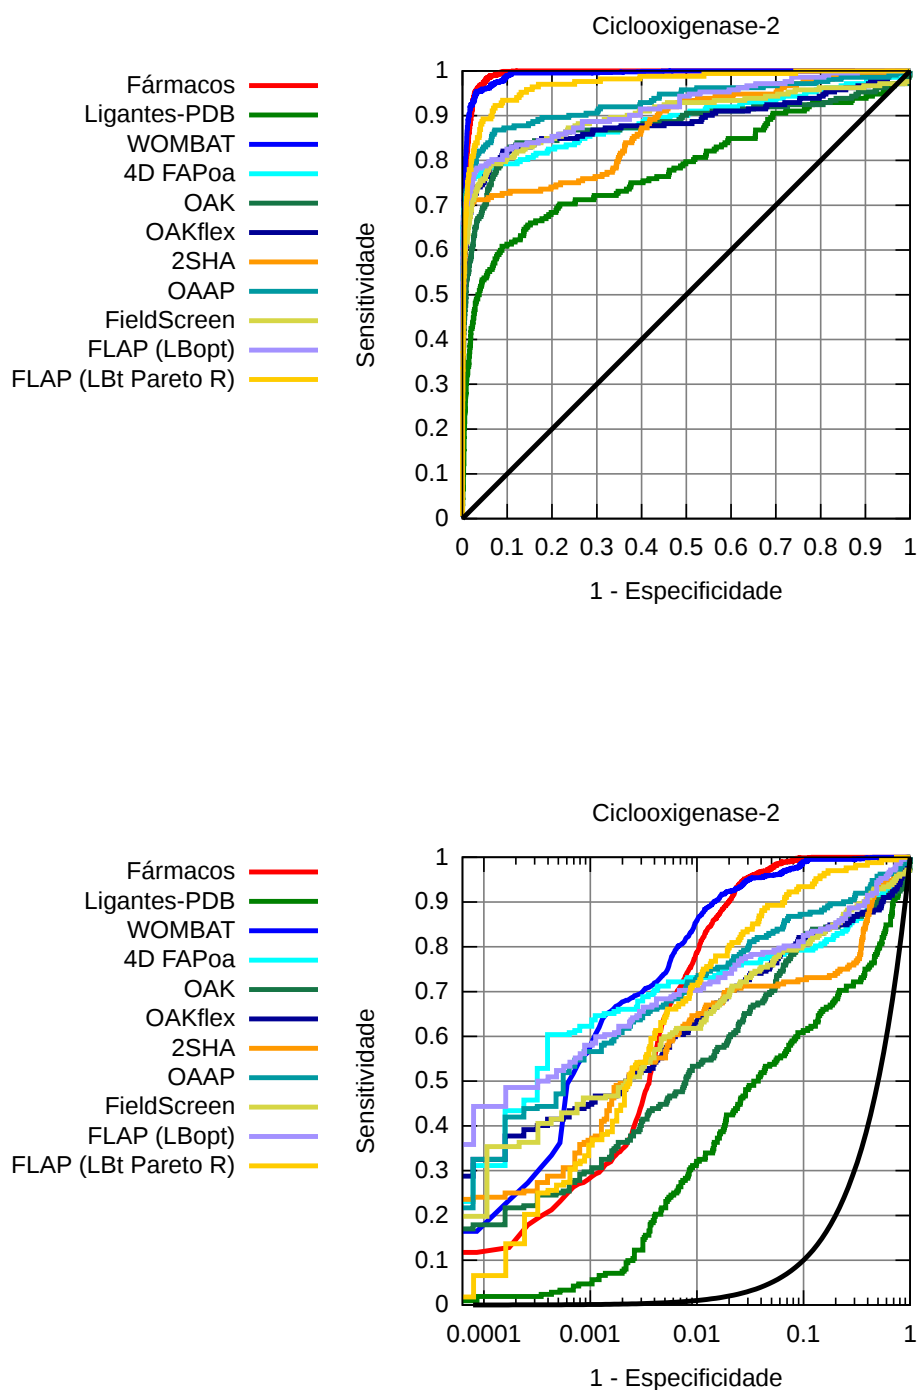 Ciclooxigenase-2
Fármacos
Ligantes-PDB
WOMBAT
4D FAPoa
OAK
OAKflex
2SHA
OAAP
FieldScreen
FLAP (LBopt)
FLAP (LBt Pareto R)
Sensitividade
1
0.9
0.8
0.7
0.6
0.5
0.4
0.3
0.2
0.1
0
0 0.1 0.2 0.3 0.4 0.5 0.6 0.7 0.8 0.9 1
1 - Especificidade
Ciclooxigenase-2
Fármacos
Ligantes-PDB
WOMBAT
4D FAPoa
OAK
OAKflex
2SHA
OAAP
FieldScreen
FLAP (LBopt)
FLAP (LBt Pareto R)
Sensitividade
1
0.9
0.8
0.7
0.6
0.5
0.4
0.3
0.2
0.1
0
0.0001 0.001 0.01 0.1 1
1 - Especificidade